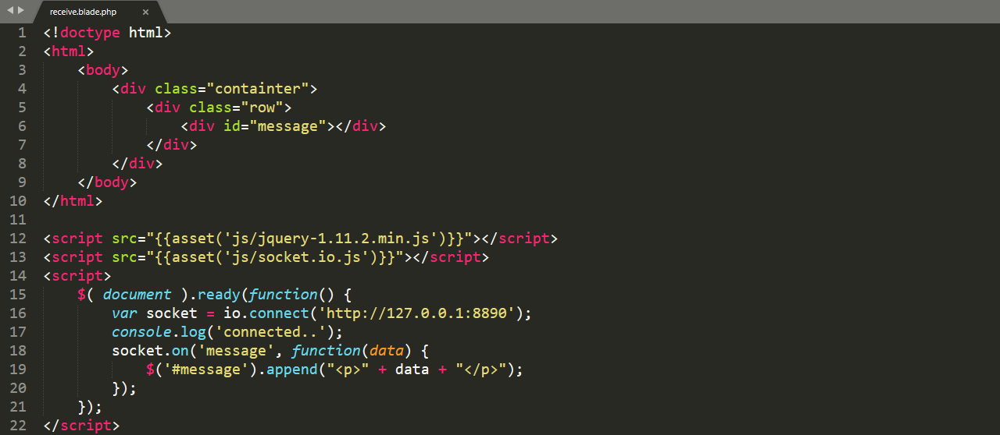 receive.blade.php ×
1 <!doctype html>
2 <html>
3     <body>
4         <div class="containter">
5             <div class="row">
6                 <div id="message"></div>
7             </div>
8         </div>
9     </body>
10 </html>
11
12 <script src="{{asset('js/jquery-1.11.2.min.js')}}"></script>
13 <script src="{{asset('js/socket.io.js')}}"></script>
14 <script>
15     $( document ).ready(function() {
16         var socket = io.connect('http://127.0.0.1:8890');
17         console.log('connected..');
18         socket.on('message', function(data) {
19             $('#message').append("<p>" + data + "</p>");
20         });
21     });
22 </script>